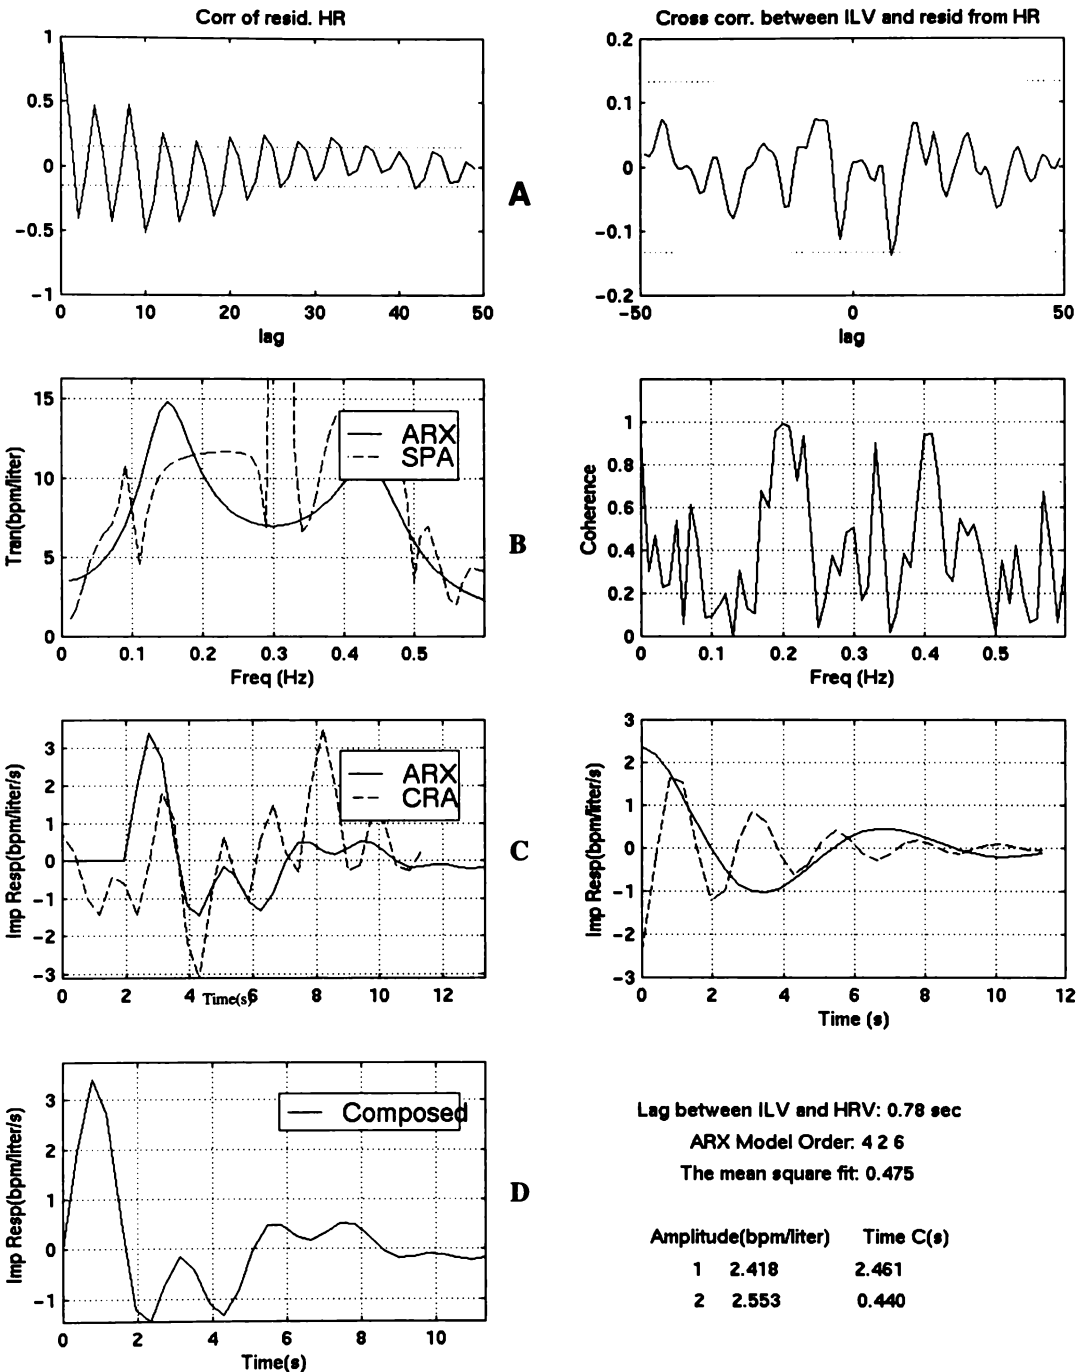 Corr of resid. HR
Cross corr. between ILV and resid from HR
1
0.5
0
−0.5
−1
0 10 20 30 40 50
lag
A
0.2
0.1
0
−0.1
−0.2
−50 0 50
lag
15
10
5
0
Tran(bpm/liter)
ARX
SPA
0 0.1 0.2 0.3 0.4 0.5
Freq (Hz)
B
1
0.8
0.6
0.4
0.2
0
Coherence
0 0.1 0.2 0.3 0.4 0.5
Freq (Hz)
3
2
1
0
−1
−2
−3
Imp Resp(bpm/liter/s)
ARX
CRA
0 2 4 Time(s) 6 8 10 12
C
3
2
1
0
−1
−2
−3
Imp Resp(bpm/liter/s)
0 2 4 6 8 10 12
Time (s)
3
2
1
0
−1
Imp Resp(bpm/liter/s)
Composed
0 2 4 6 8 10
Time(s)
D
Lag between ILV and HRV: 0.78 sec
ARX Model Order: 4 2 6
The mean square fit: 0.475
Amplitude(bpm/liter) Time C(s)
1 2.418 2.461
2 2.553 0.440